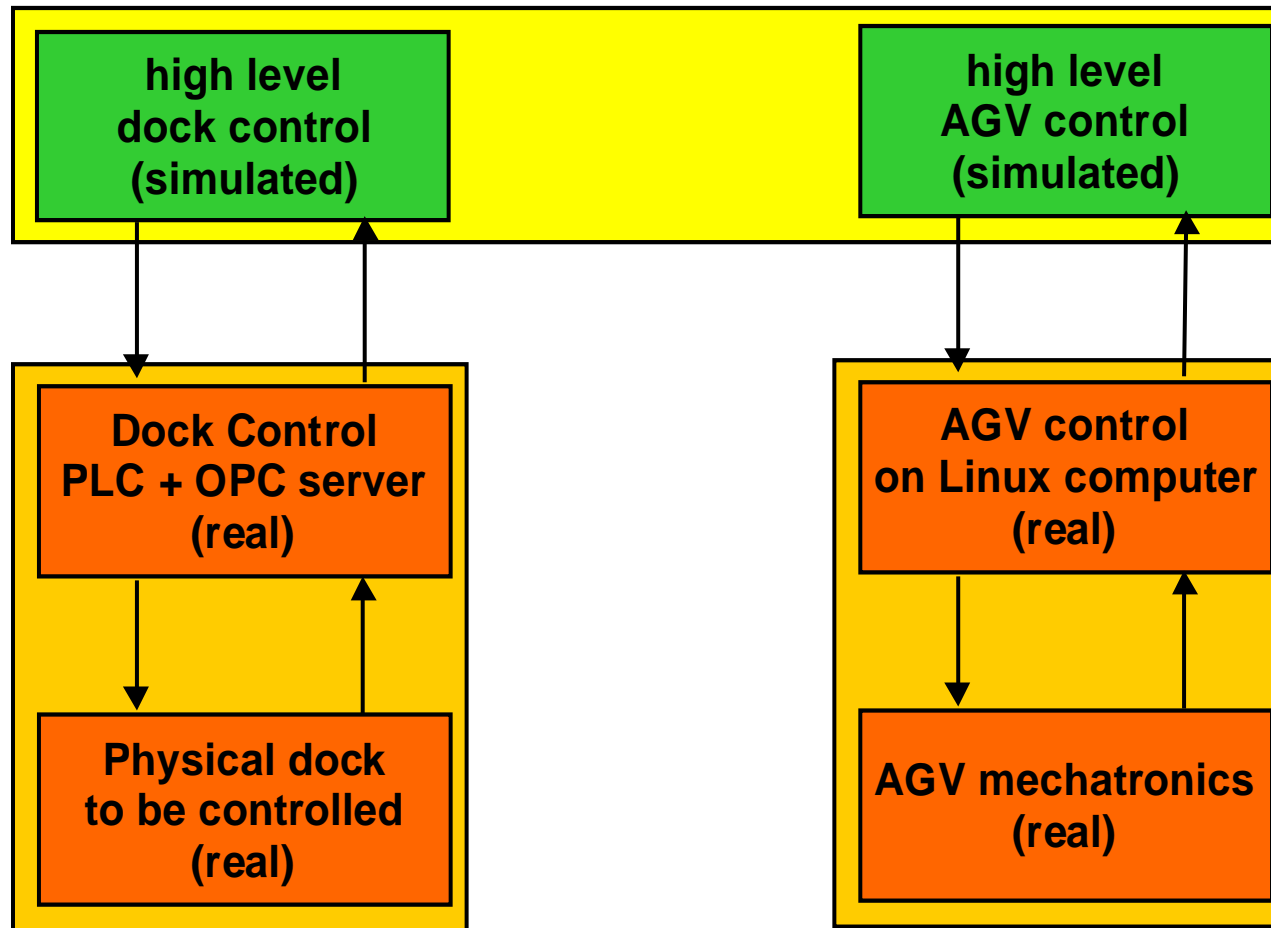 high level
dock control
(simulated)
high level
AGV control
(simulated)
Dock Control
PLC + OPC server
(real)
AGV control
on Linux computer
(real)
Physical dock
to be controlled
(real)
AGV mechatronics
(real)